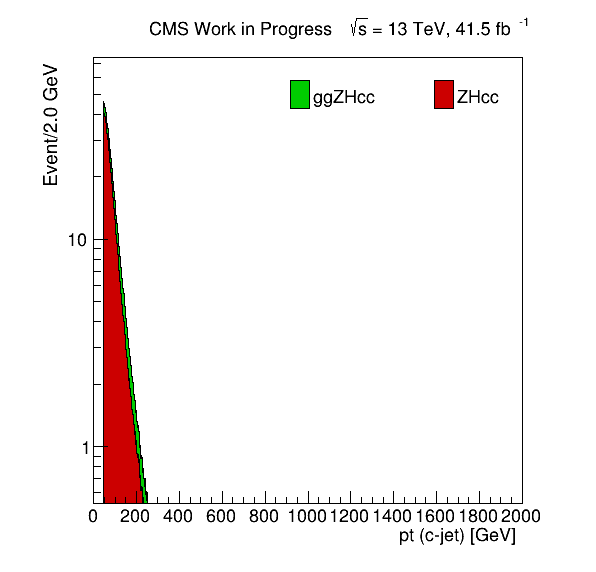 CMS Work in Progress √s = 13 TeV, 41.5 fb -1
Event/2.0 GeV
ggZHcc ZHcc
10
1
0 200 400 600 800 1000 1200 1400 1600 1800 2000
pt (c-jet) [GeV]